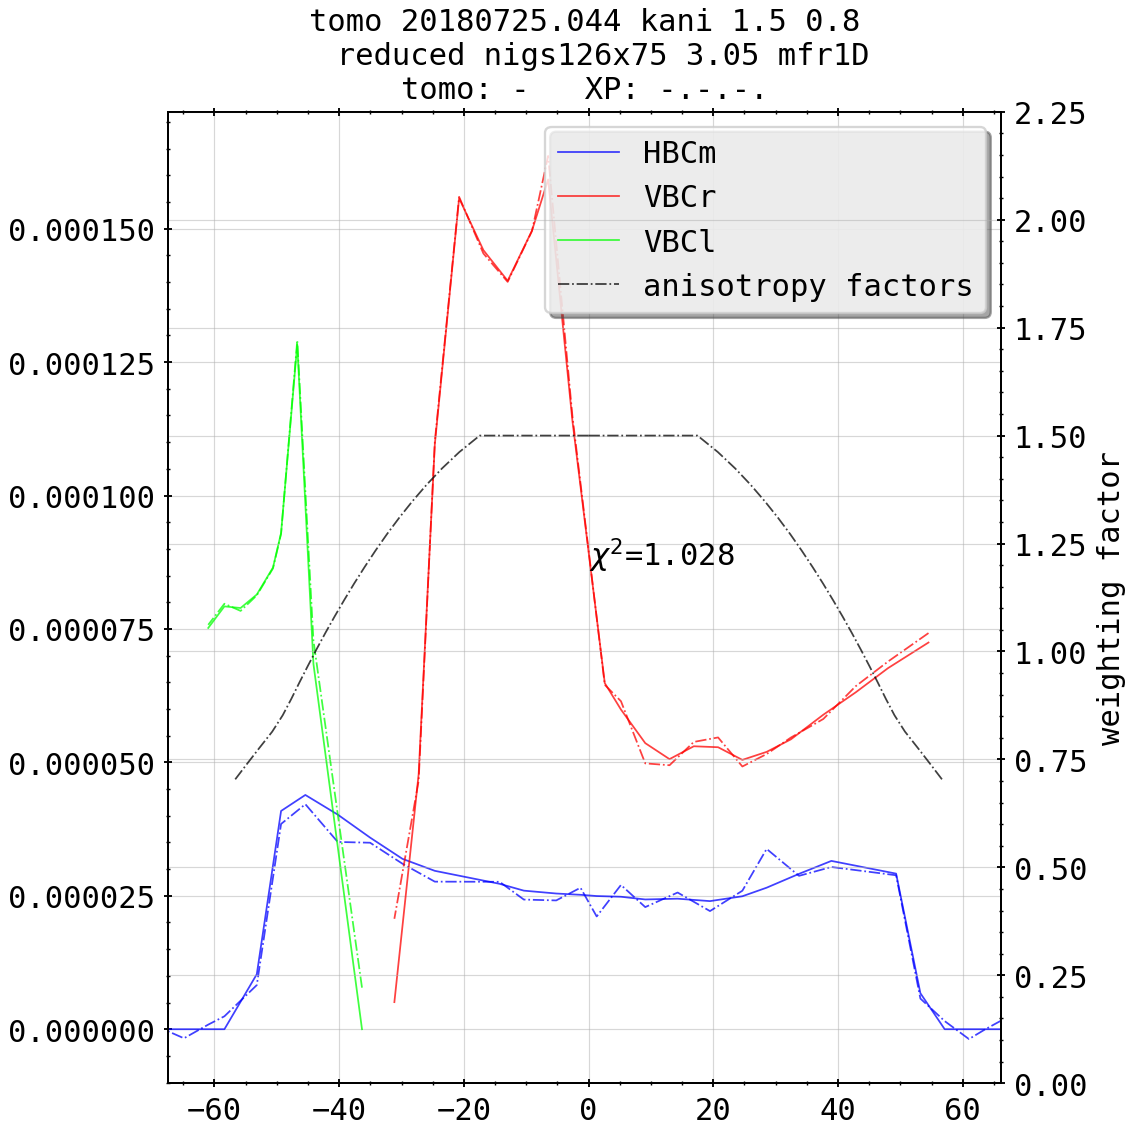 tomo 20180725.044 kani 1.5 0.8
reduced nigs126x75 3.05 mfr1D
tomo: -   XP: -.-.-.
HBCm
VBCr
VBCl
anisotropy factors
χ²=1.028
0.000150
0.000125
0.000100
0.000075
0.000050
0.000025
0.000000
2.25
2.00
1.75
1.50
1.25
1.00
0.75
0.50
0.25
0.00
weighting factor
−60 −40 −20 0 20 40 60